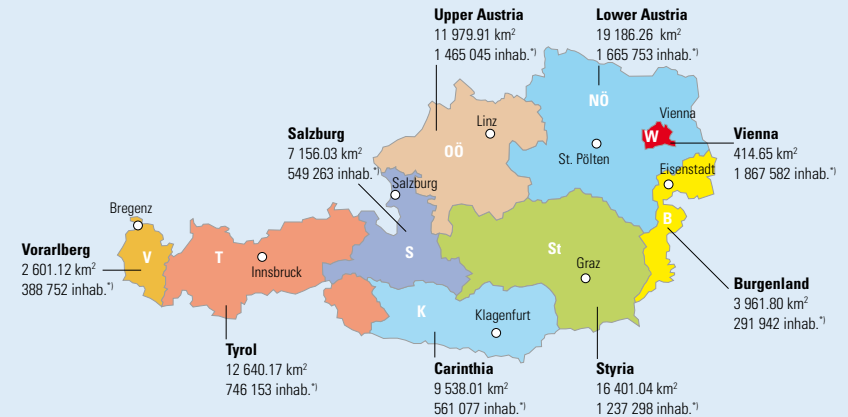 Upper Austria
11 979.91 km²
1 465 045 inhab.*)
Lower Austria
19 186.26 km²
1 665 753 inhab.*)
NÖ
Vienna
W
Linz
OÖ
St. Pölten
Salzburg
7 156.03 km²
549 263 inhab.*)
Vienna
414.65 km²
1 867 582 inhab.*)
Eisenstadt
Salzburg
Bregenz
B
Vorarlberg
2 601.12 km²
388 752 inhab.*)
V
T
Innsbruck
S
St
Graz
Burgenland
3 961.80 km²
291 942 inhab.*)
K
Klagenfurt
Tyrol
12 640.17 km²
746 153 inhab.*)
Carinthia
9 538.01 km²
561 077 inhab.*)
Styria
16 401.04 km²
1 237 298 inhab.*)